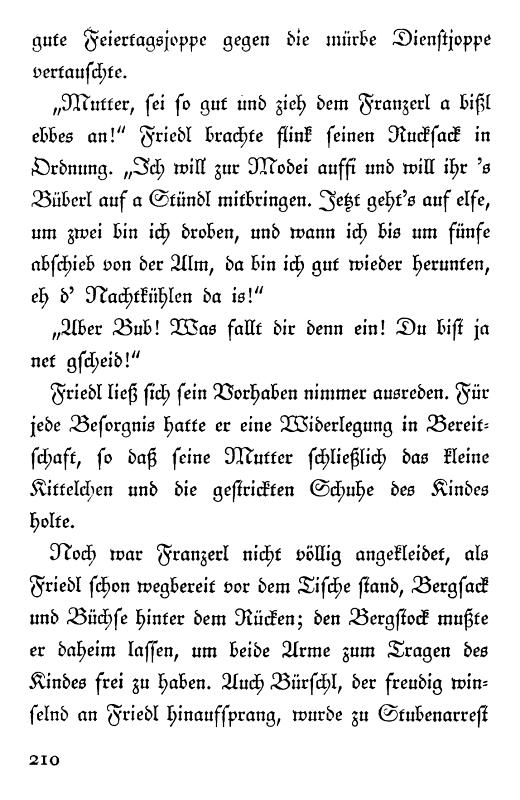 gute Feiertagsjoppe gegen die mürbe Dienstjoppe
vertauschte.
„Mutter, sei so gut und zieh dem Franzerl a bißl
ebbes an!“ Friedl brachte flink seinen Rucksack in
Ordnung. „Ich will zur Modei auffi und will ihr 's
Büberl auf a Stündl mitbringen. Jetzt geht's auf elfe,
um zwei bin ich droben, und wann ich bis um fünfe
abschieb von der Alm, da bin ich gut wieder herunten,
eh d' Nachtkühlen da is!“
„Aber Bub! Was fallt dir denn ein! Du bist ja
net gscheid!“
Friedl ließ sich sein Vorhaben nimmer ausreden. Für
jede Besorgnis hatte er eine Widerlegung in Bereit-
schaft, so daß seine Mutter schließlich das kleine
Kittelchen und die gestrickten Schuhe des Kindes
holte.
Noch war Franzerl nicht völlig angekleidet, als
Friedl schon wegbereit vor dem Tische stand, Bergsack
und Büchse hinter dem Rücken; den Bergstock mußte
er daheim lassen, um beide Arme zum Tragen des
Kindes frei zu haben. Auch Bürschl, der freudig win-
selnd an Friedl hinaufsprang, wurde zu Stubenarrest
210